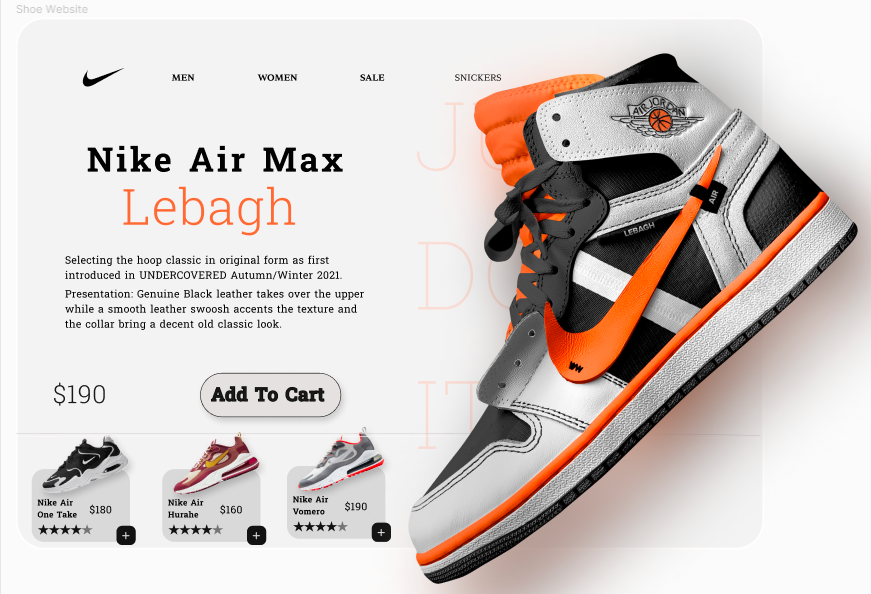 Shoe Website
MEN WOMEN SALE SNICKERS
Nike Air Max
Lebagh
Selecting the hoop classic in original form as first
introduced in UNDERCOVERED Autumn/Winter 2021.
Presentation: Genuine Black leather takes over the upper
while a smooth leather swoosh accents the texture and
the collar bring a decent old classic look.
$190
Add To Cart
Nike Air
One Take
$180
+
Nike Air
Hurahe
$160
+
Nike Air
Vomero
$190
+
J
DO
IT
AIR JORDAN
AIR
LEBAGH